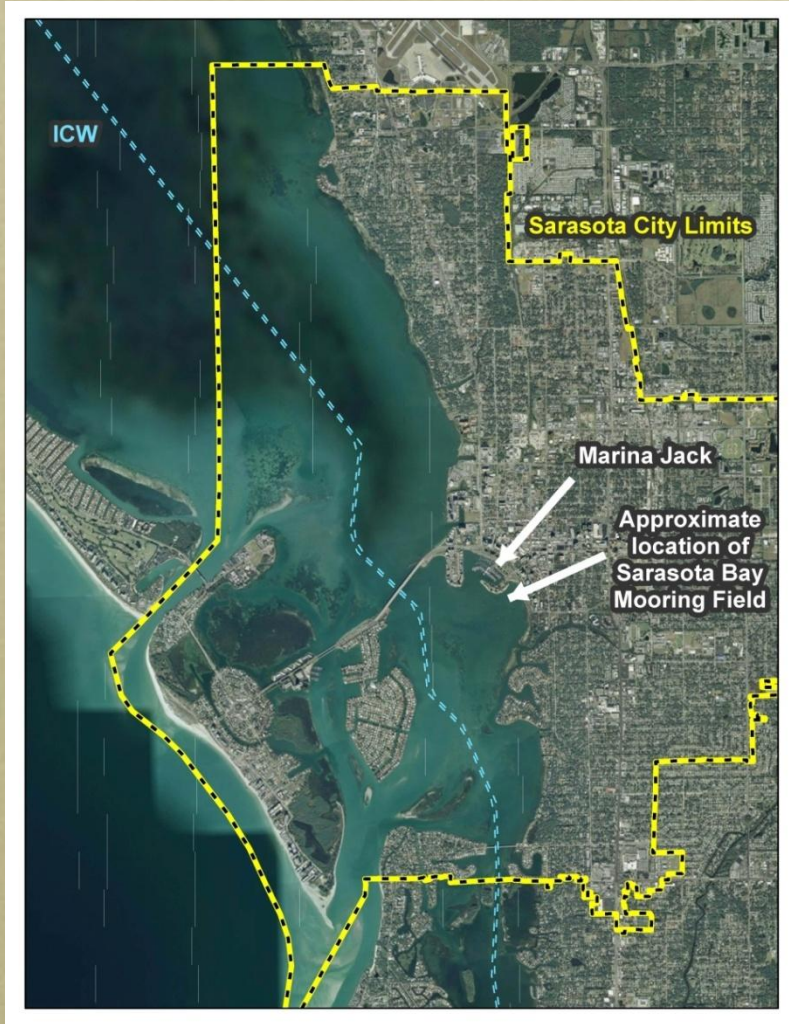 ICW
Sarasota City Limits
Marina Jack
Approximate
location of
Sarasota Bay
Mooring Field